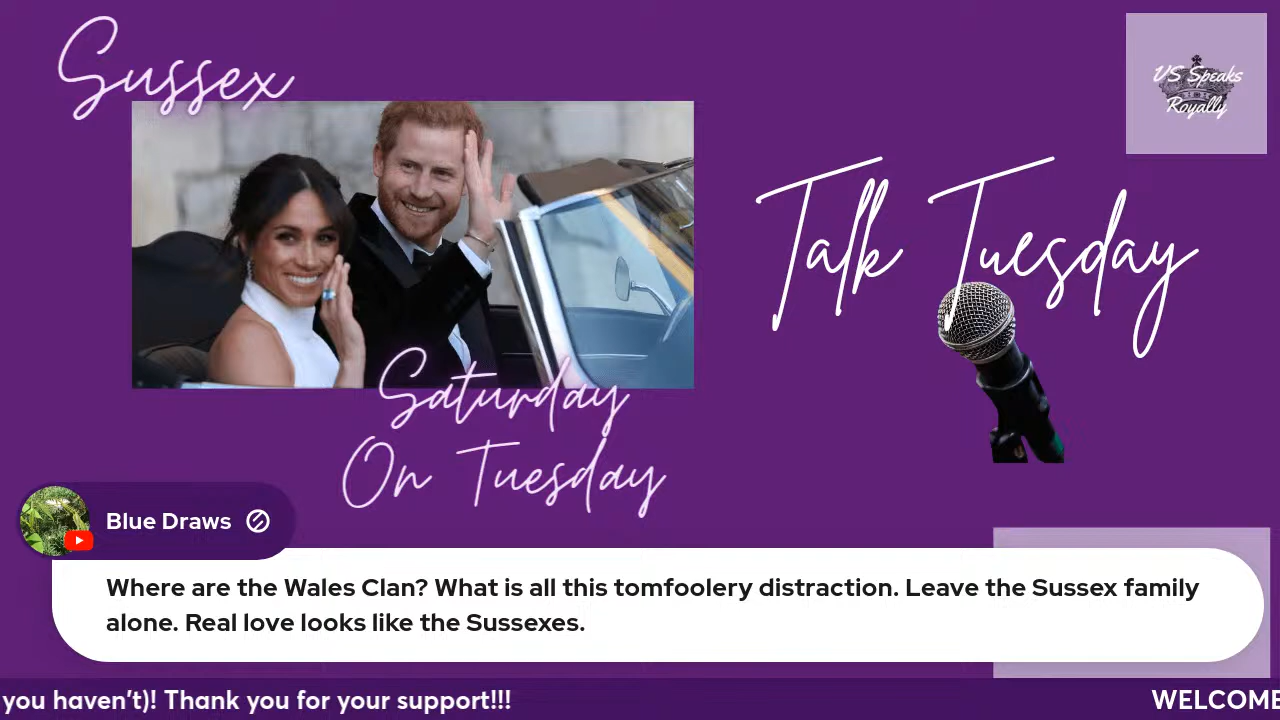 Sussex
VS Speaks
Royally
Talk Tuesday
Saturday
On Tuesday
Blue Draws
Where are the Wales Clan? What is all this tomfoolery distraction. Leave the Sussex family
alone. Real love looks like the Sussexes.
you haven't)! Thank you for your support!!! WELCOME